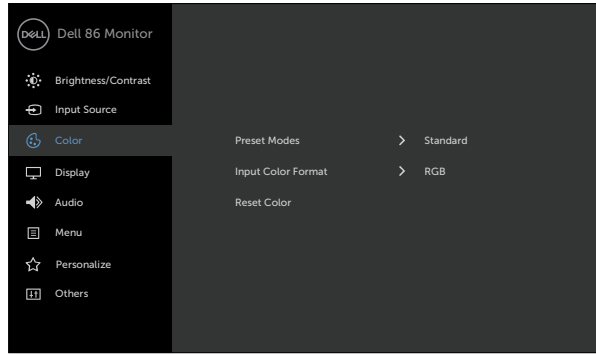 DELL Dell 86 Monitor
Brightness/Contrast
Input Source
Color
Preset Modes > Standard
Display
Input Color Format > RGB
Audio
Reset Color
Menu
Personalize
Others